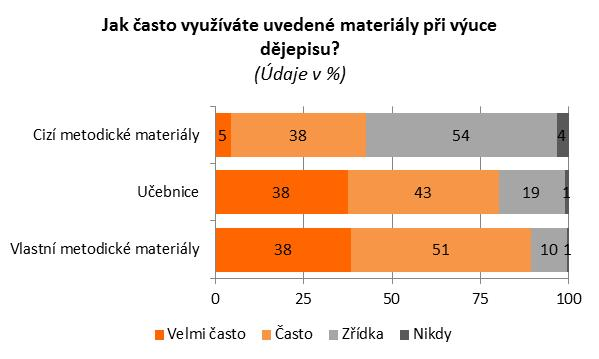 Jak často využíváte uvedené materiály při výuce
dějepisu?
(Údaje v %)
Cizí metodické materiály 5 38 54 4
Učebnice 38 43 19 1
Vlastní metodické materiály 38 51 10 1
0 25 50 75 100
Velmi často Často Zřídka Nikdy